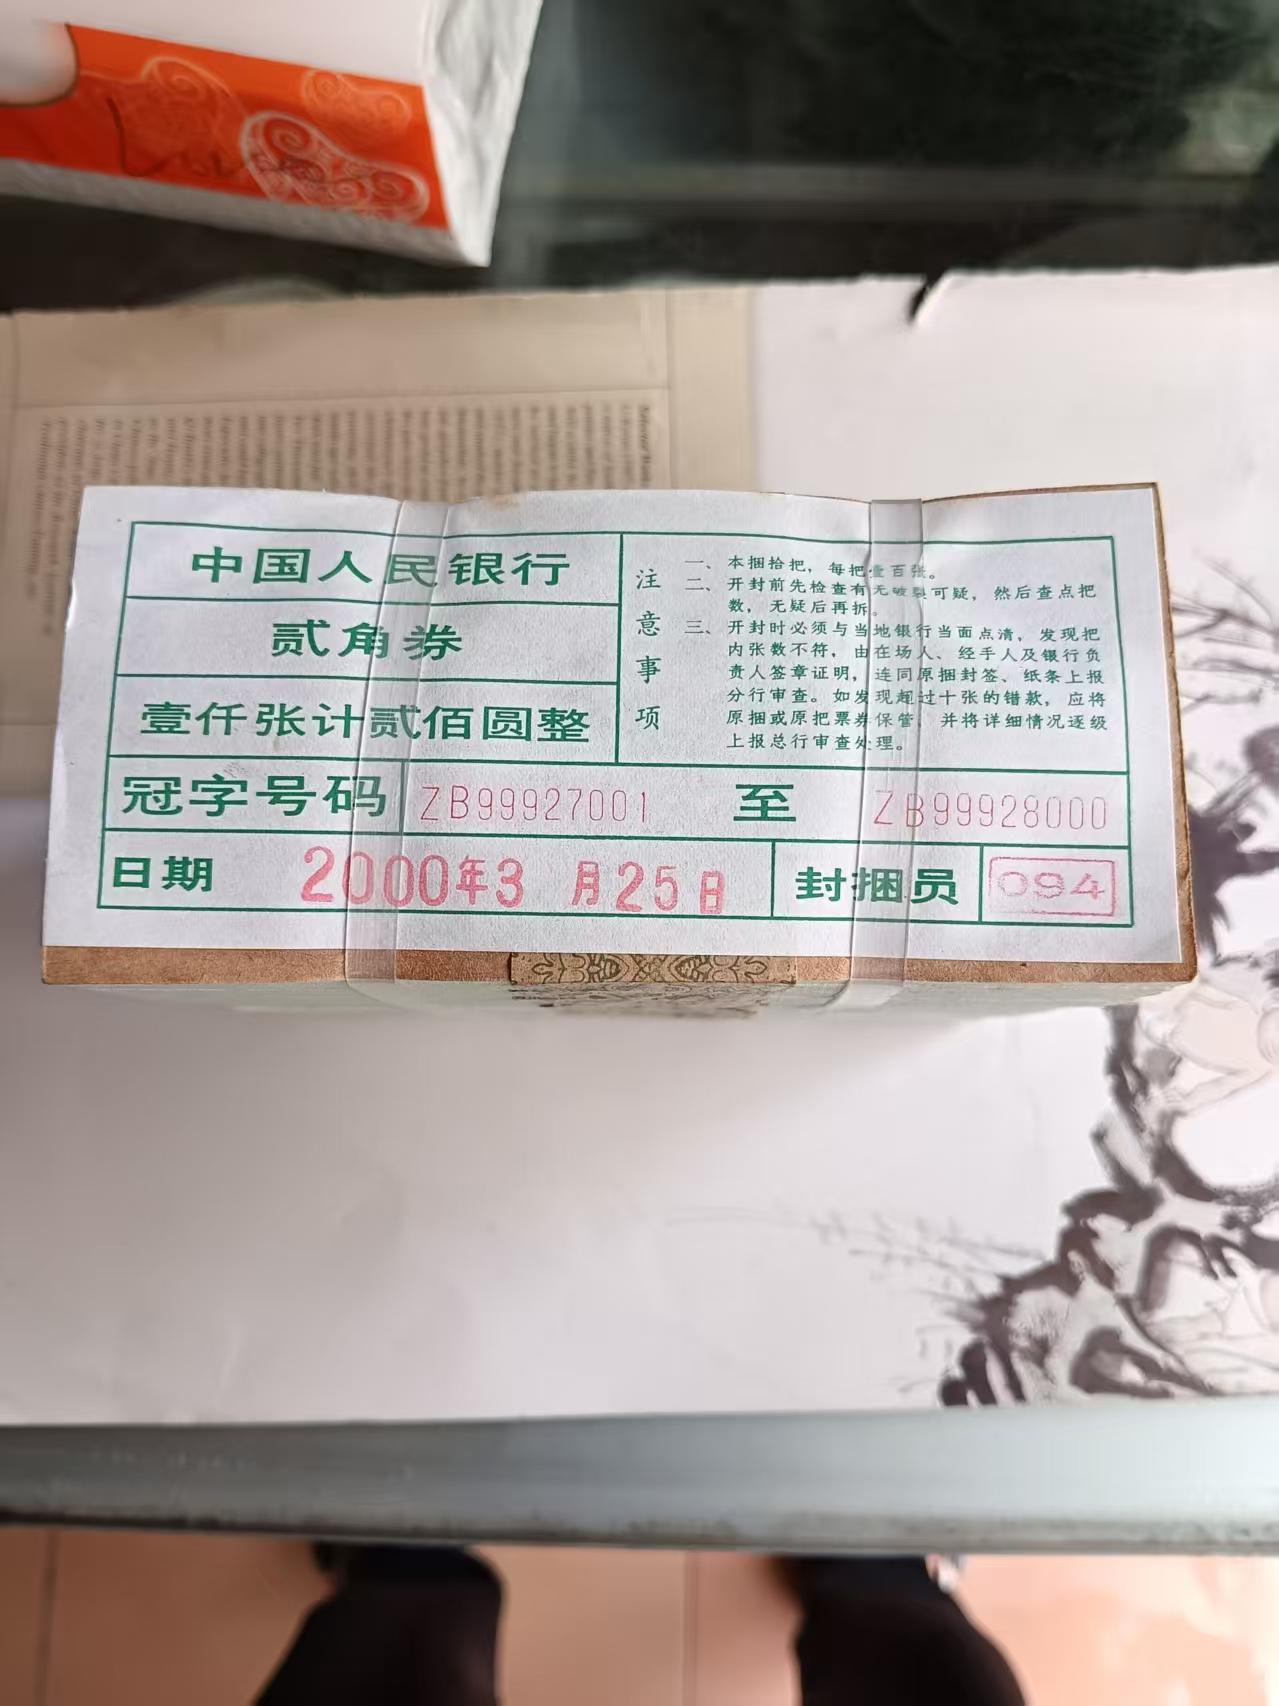 中国人民银行
贰角券
壹仟张计贰佰圆整
注意事项
一、本捆拾把，每把壹百张。
二、开封前先检查有无破裂可疑，然后查点把
数，无疑后再拆。
三、开封时必须与当地银行当面点清，发现把
内张数不符，由在场人、经手人及银行负
责人签章证明，连同原捆封签、纸条上报
分行审查。如发现超过十张的错款，应将
原捆或原把票券保管，并将详细情况逐级
上报总行审查处理。
冠字号码 ZB99927001 至 ZB99928000
日期 2000年3月25日 封捆员 094